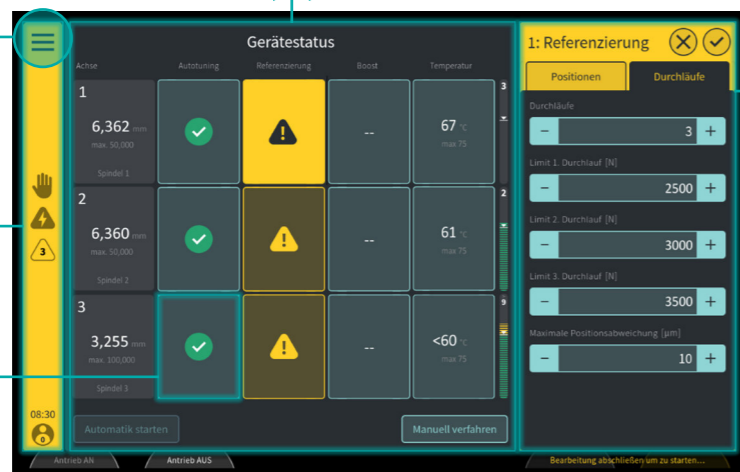 Gerätestatus
Achse Autotuning Referenzierung Boost Temperatur
1
6,362 mm
max. 50,000
Spindel 1
--
67 °C
max 75
3
2
6,360 mm
max. 50,000
Spindel 2
--
61 °C
max 75
2
3
3,255 mm
max. 100,000
Spindel 3
--
<60 °C
max 75
9
Automatik starten
Manuell verfahren
3
08:30
Antrieb AN
Antrieb AUS
1: Referenzierung
Positionen Durchläufe
Durchläufe
− 3 +
Limit 1. Durchlauf [N]
− 2500 +
Limit 2. Durchlauf [N]
− 3000 +
Limit 3. Durchlauf [N]
− 3500 +
Maximale Positionsabweichung [µm]
− 10 +
Bearbeitung abschließen um zu starten...